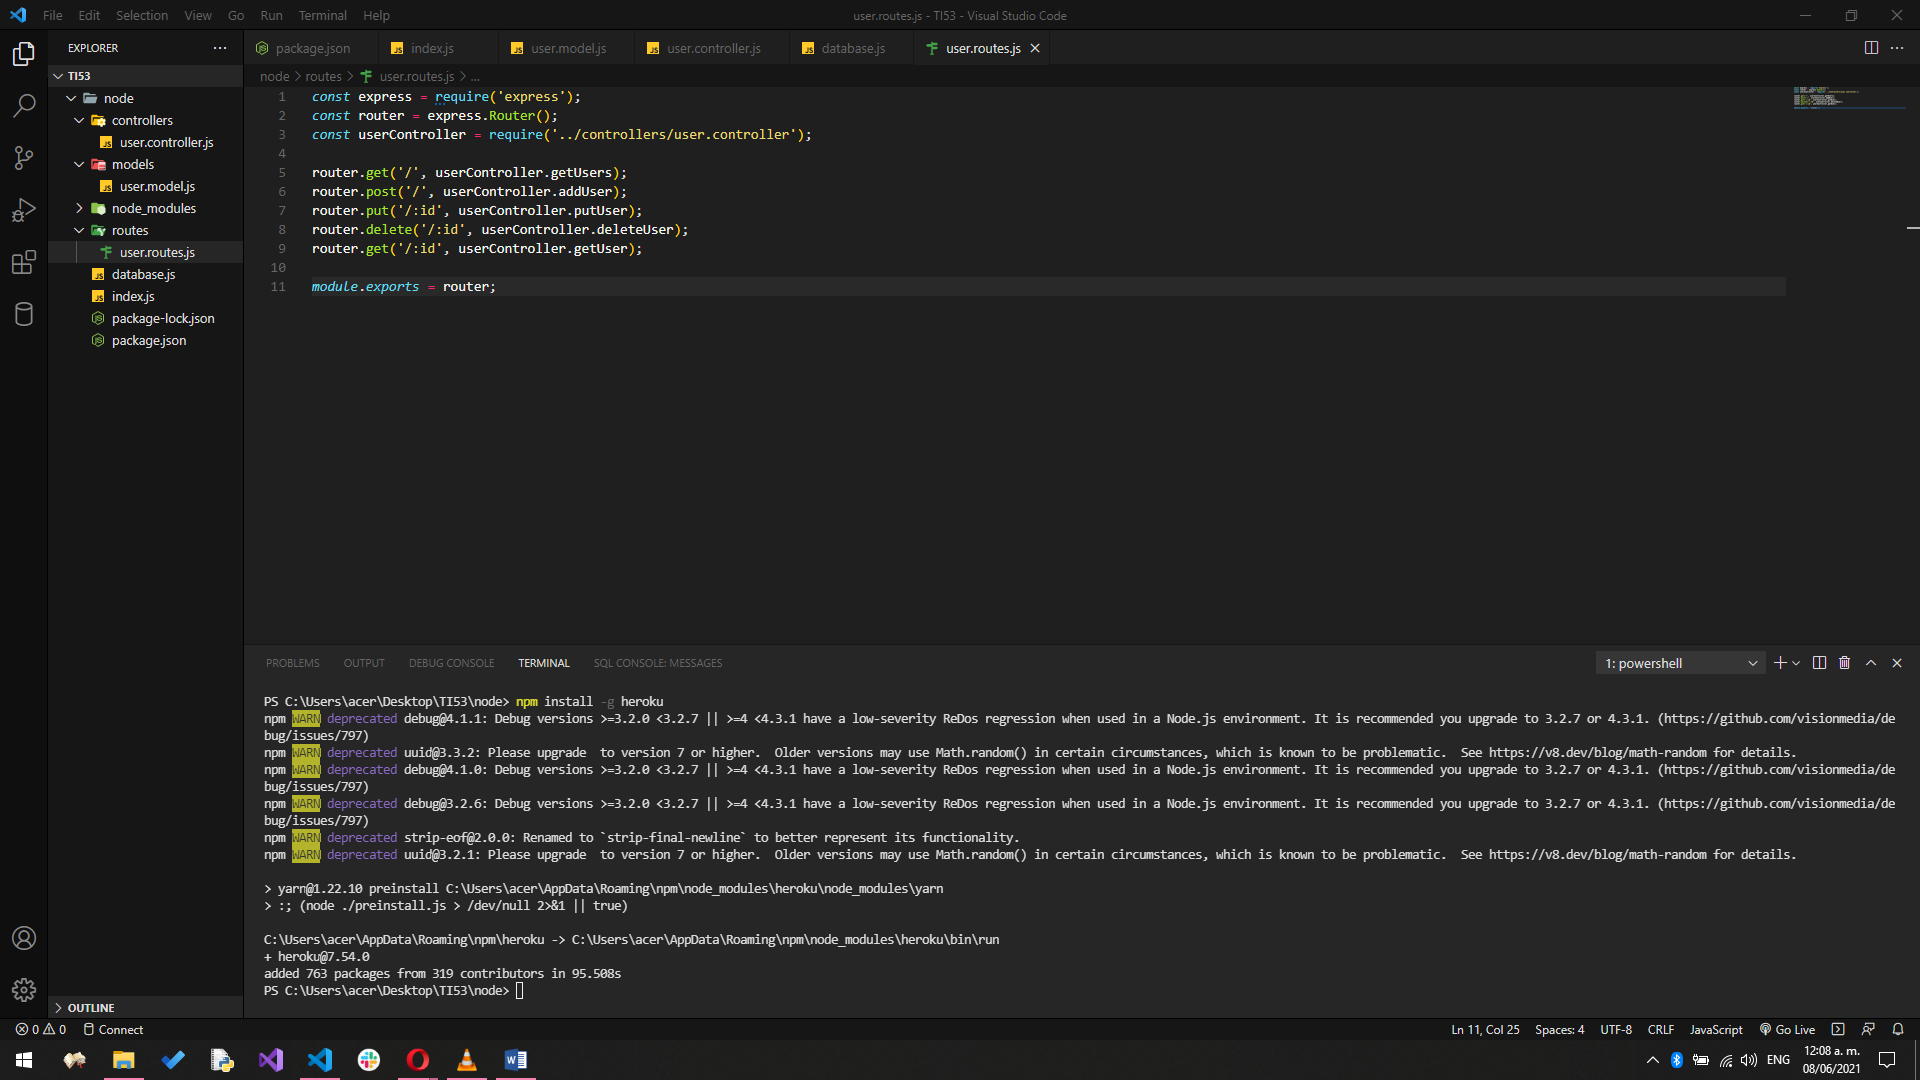 File Edit Selection View Go Run Terminal Help
user.routes.js - TI53 - Visual Studio Code
EXPLORER
TI53
node
controllers
user.controller.js
models
user.model.js
node_modules
routes
user.routes.js
database.js
index.js
package-lock.json
package.json
OUTLINE
package.json index.js user.model.js user.controller.js database.js user.routes.js
node > routes > user.routes.js > ...
1 const express = require('express');
2 const router = express.Router();
3 const userController = require('../controllers/user.controller');
4
5 router.get('/', userController.getUsers);
6 router.post('/', userController.addUser);
7 router.put('/:id', userController.putUser);
8 router.delete('/:id', userController.deleteUser);
9 router.get('/:id', userController.getUser);
10
11 module.exports = router;
PROBLEMS OUTPUT DEBUG CONSOLE TERMINAL SQL CONSOLE: MESSAGES
1: powershell
PS C:\Users\acer\Desktop\TI53\node> npm install -g heroku
npm WARN deprecated debug@4.1.1: Debug versions >=3.2.0 <3.2.7 || >=4 <4.3.1 have a low-severity ReDos regression when used in a Node.js environment. It is recommended you upgrade to 3.2.7 or 4.3.1. (https://github.com/visionmedia/de
bug/issues/797)
npm WARN deprecated uuid@3.3.2: Please upgrade  to version 7 or higher.  Older versions may use Math.random() in certain circumstances, which is known to be problematic.  See https://v8.dev/blog/math-random for details.
npm WARN deprecated debug@4.1.0: Debug versions >=3.2.0 <3.2.7 || >=4 <4.3.1 have a low-severity ReDos regression when used in a Node.js environment. It is recommended you upgrade to 3.2.7 or 4.3.1. (https://github.com/visionmedia/de
bug/issues/797)
npm WARN deprecated debug@3.2.6: Debug versions >=3.2.0 <3.2.7 || >=4 <4.3.1 have a low-severity ReDos regression when used in a Node.js environment. It is recommended you upgrade to 3.2.7 or 4.3.1. (https://github.com/visionmedia/de
bug/issues/797)
npm WARN deprecated strip-eof@2.0.0: Renamed to `strip-final-newline` to better represent its functionality.
npm WARN deprecated uuid@3.2.1: Please upgrade  to version 7 or higher.  Older versions may use Math.random() in certain circumstances, which is known to be problematic.  See https://v8.dev/blog/math-random for details.
> yarn@1.22.10 preinstall C:\Users\acer\AppData\Roaming\npm\node_modules\heroku\node_modules\yarn
> :; (node ./preinstall.js > /dev/null 2>&1 || true)
C:\Users\acer\AppData\Roaming\npm\heroku -> C:\Users\acer\AppData\Roaming\npm\node_modules\heroku\bin\run
+ heroku@7.54.0
added 763 packages from 319 contributors in 95.508s
PS C:\Users\acer\Desktop\TI53\node>
0 0 Connect
Ln 11, Col 25 Spaces: 4 UTF-8 CRLF JavaScript Go Live
ENG
12:08 a. m.
08/06/2021